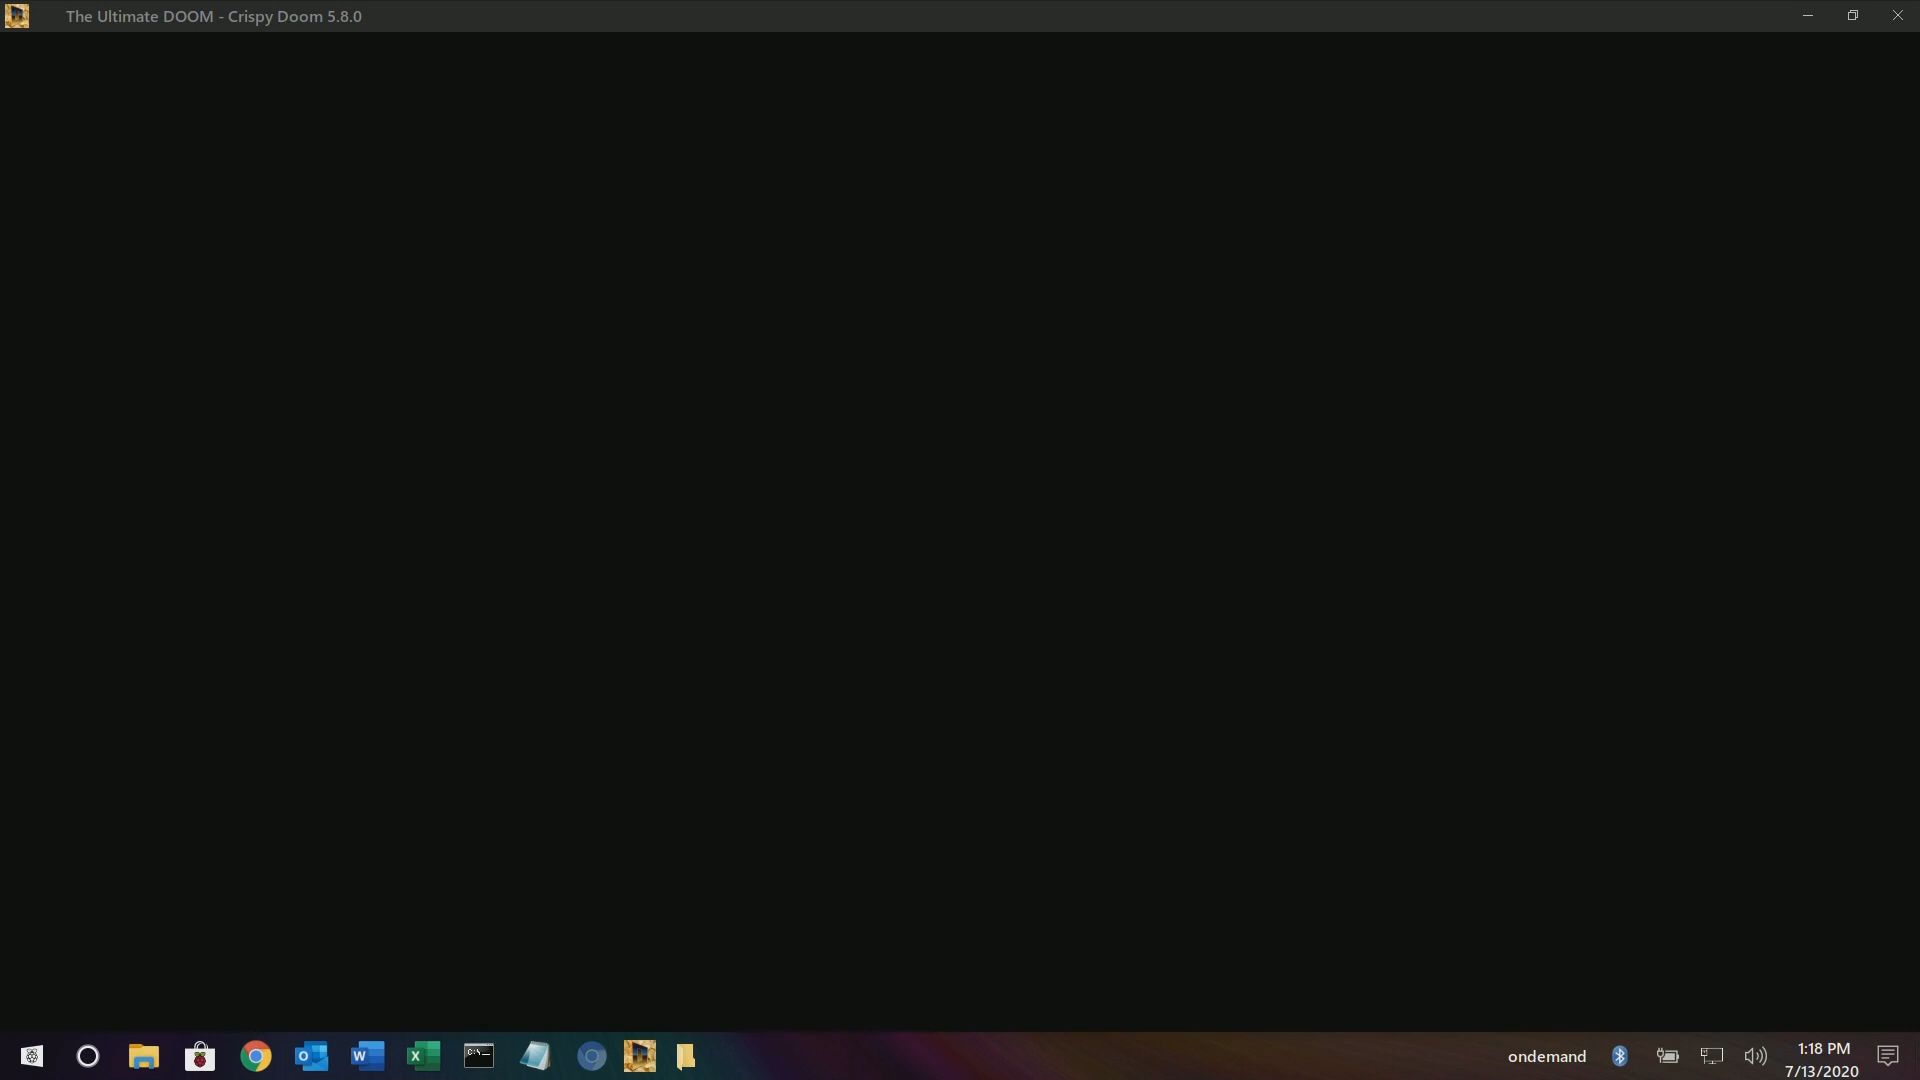 The Ultimate DOOM - Crispy Doom 5.8.0
O
W
X
C:\—
ondemand
1:18 PM
7/13/2020